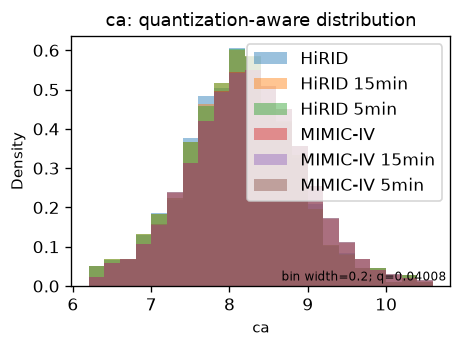 ca: quantization-aware distribution
Density
0.6
0.5
0.4
0.3
0.2
0.1
0.0
HiRID
HiRID 15min
HiRID 5min
MIMIC-IV
MIMIC-IV 15min
MIMIC-IV 5min
bin width=0.2; q=0.04008
6 7 8 9 10
ca